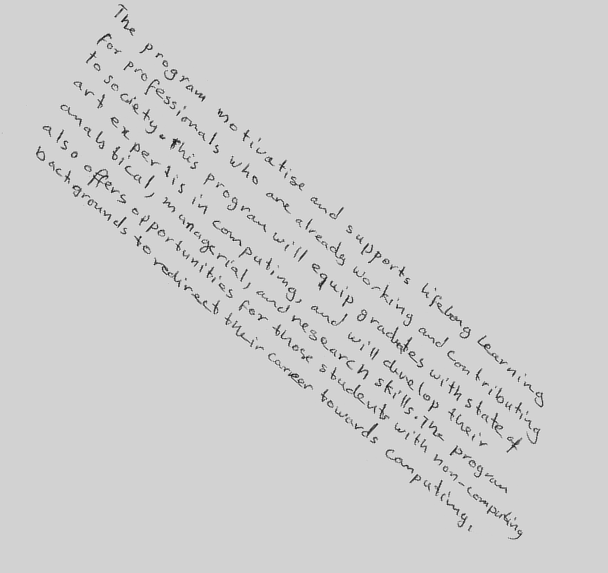 The program motivatise and supports lifelong learning
for professionals who are already working and contributing
to society. This program will equip graduates with state of
art expertis in computing, and will develop their
analytical, managerial, and research skills. The program
also offers opportunities for those students with non-computing
backgrounds to redirect their career towards computing.